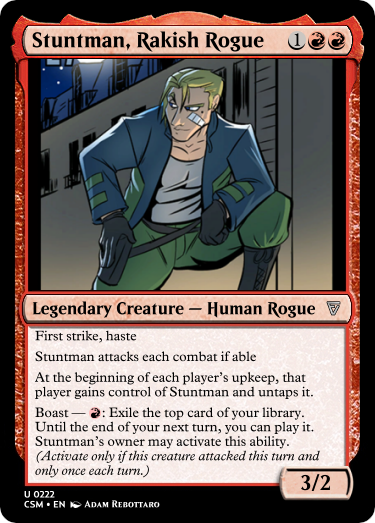 Stuntman, Rakish Rogue 1
Legendary Creature — Human Rogue
First strike, haste
Stuntman attacks each combat if able
At the beginning of each player's upkeep, that
player gains control of Stuntman and untaps it.
Boast — : Exile the top card of your library.
Until the end of your next turn, you can play it.
Stuntman's owner may activate this ability.
(Activate only if this creature attacked this turn and
only once each turn.)
3/2
U 0222
CSM • EN Adam Rebottaro